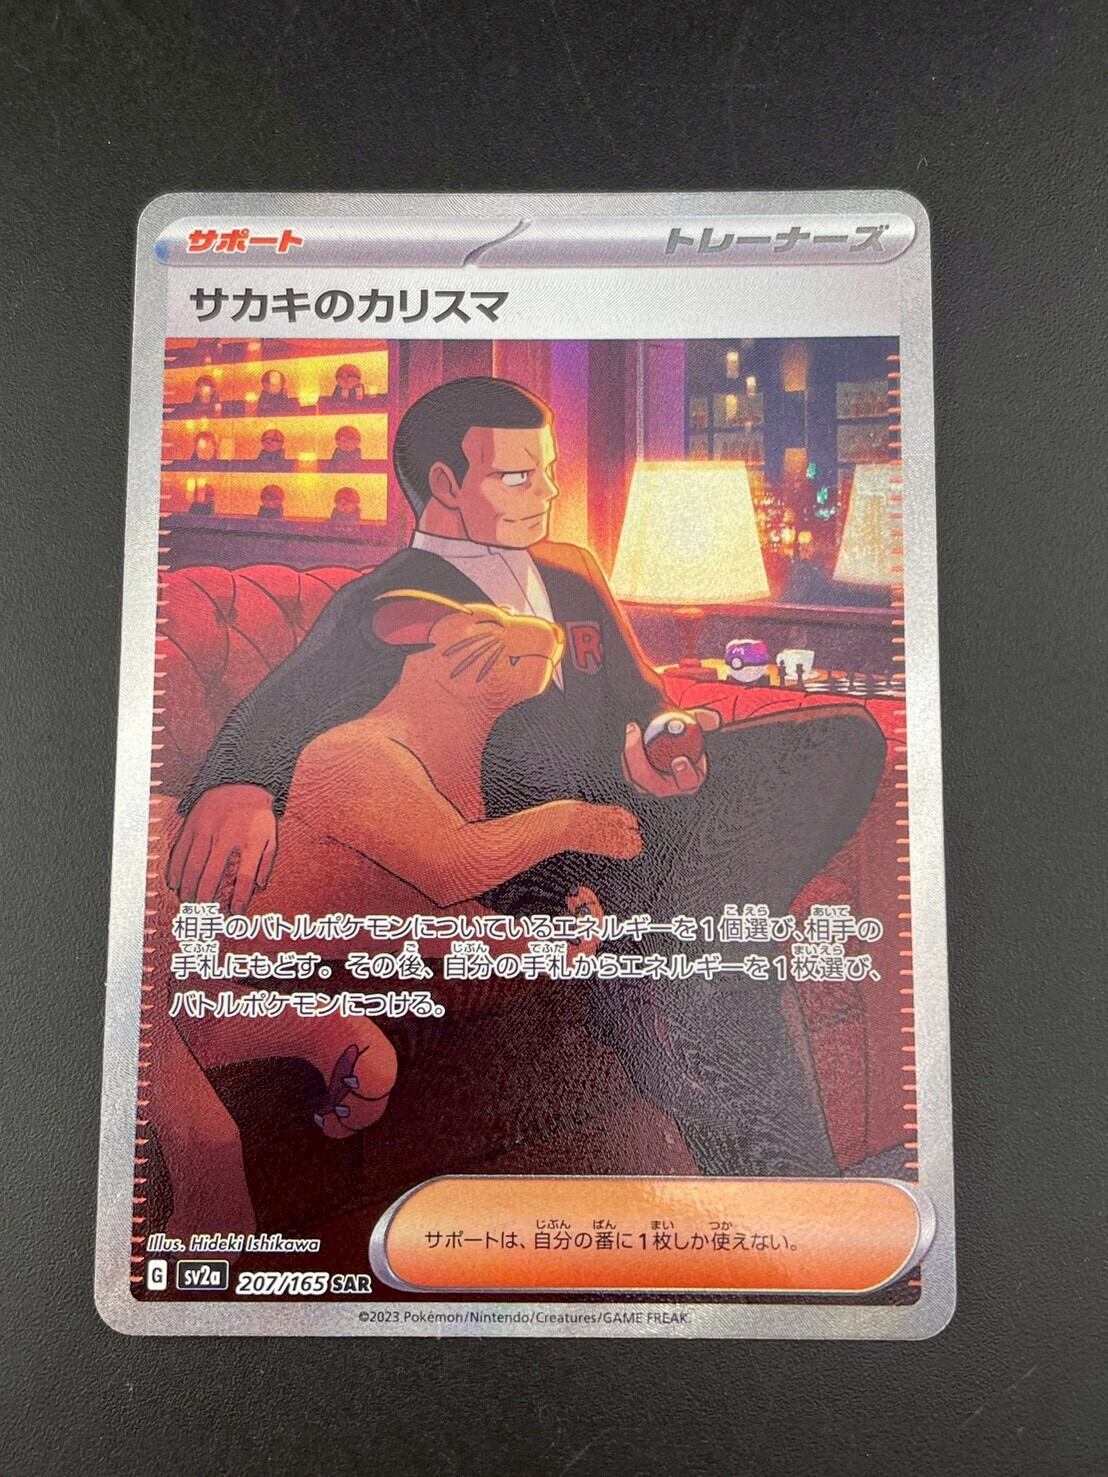 サポート
トレーナーズ
サカキのカリスマ
R
M
相手のバトルポケモンについているエネルギーを1個選び、相手の
手札にもどす。その後、自分の手札からエネルギーを1枚選び、
バトルポケモンにつける。
サポートは、自分の番に1枚しか使えない。
Illus. Hideki Ishikawa
G sv2a 207/165 SAR
©2023 Pokémon/Nintendo/Creatures/GAME FREAK.